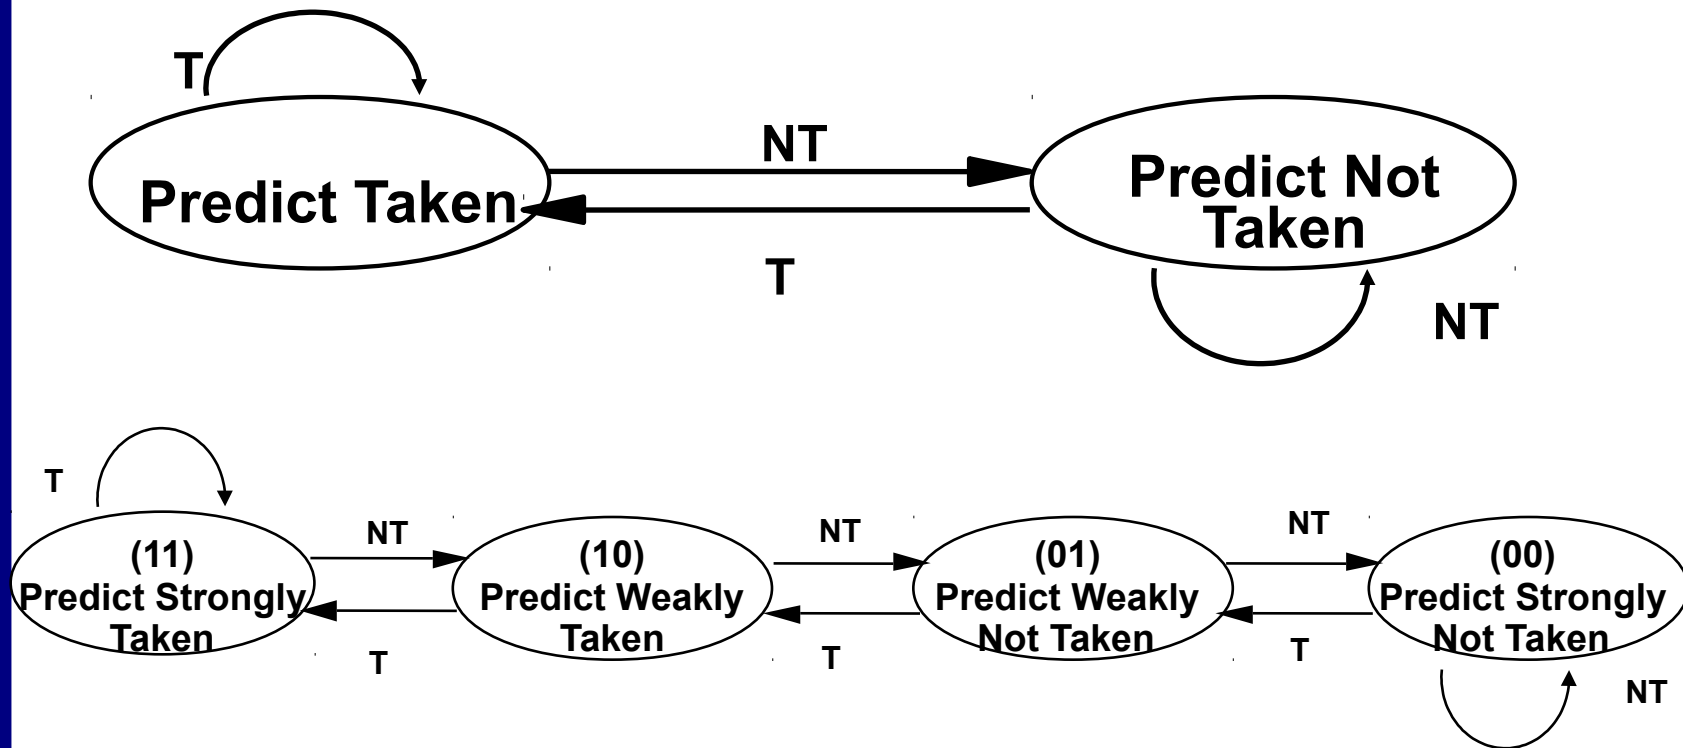 T
NT
Predict Taken
Predict Not
Taken
T
NT
T
NT
NT
NT
(11)
Predict Strongly
Taken
(10)
Predict Weakly
Taken
(01)
Predict Weakly
Not Taken
(00)
Predict Strongly
Not Taken
T
T
T
NT